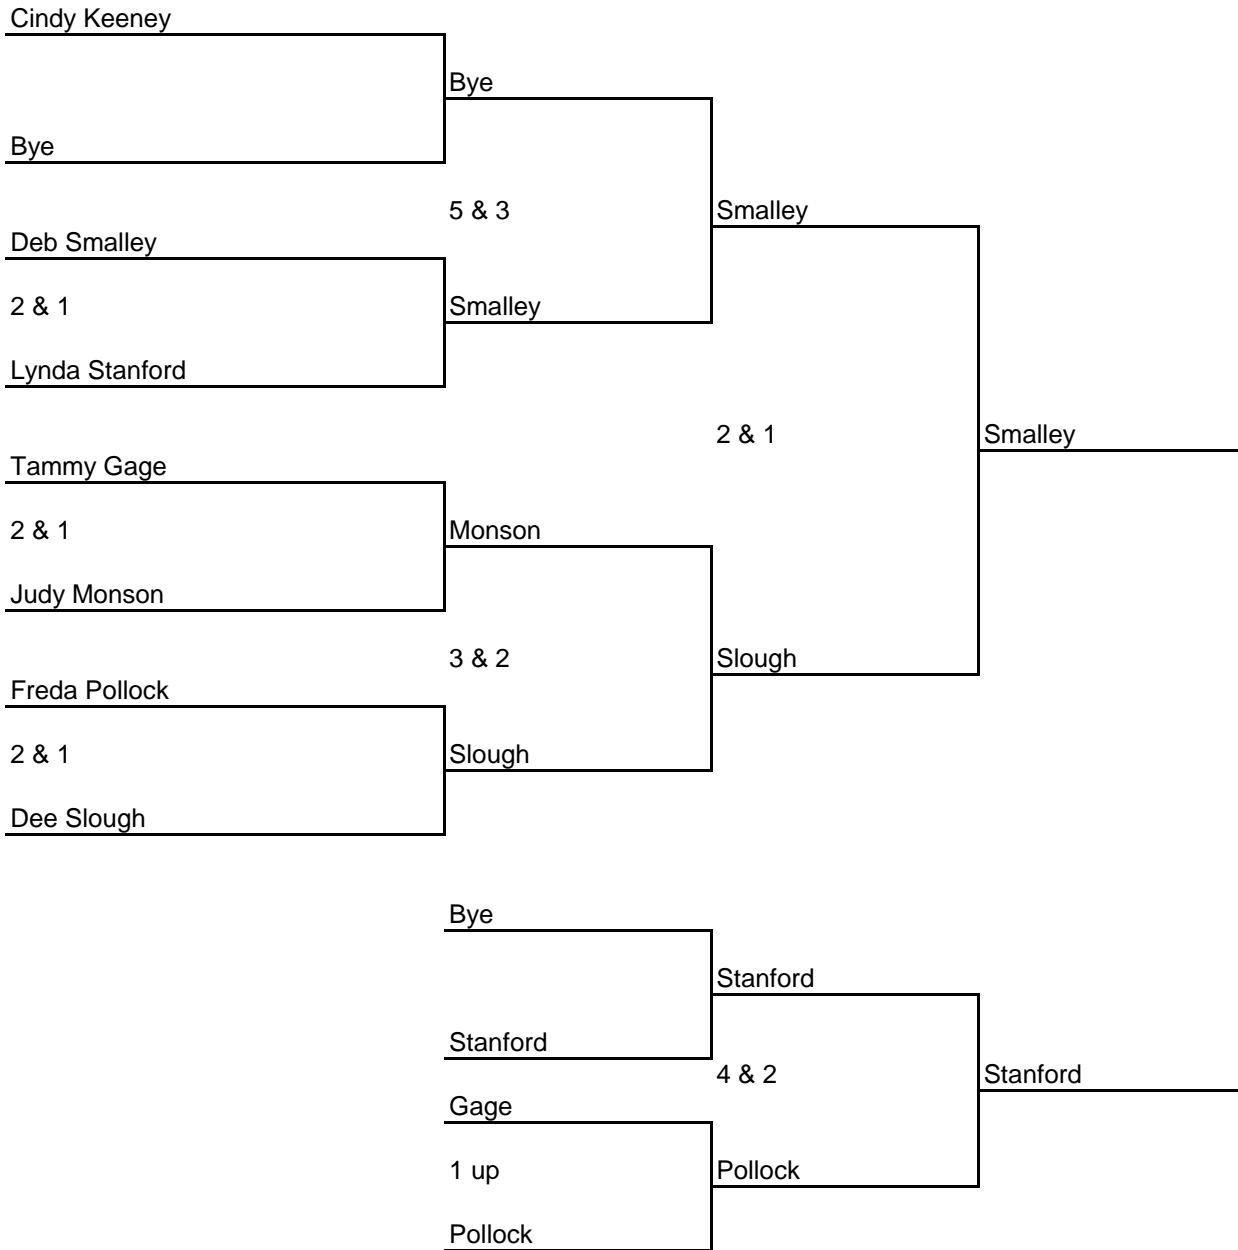 Cindy Keeney
Bye
Bye
5 & 3
Smalley
Deb Smalley
2 & 1
Smalley
Lynda Stanford
2 & 1
Smalley
Tammy Gage
2 & 1
Monson
Judy Monson
3 & 2
Slough
Freda Pollock
2 & 1
Slough
Dee Slough
Bye
Stanford
Stanford
4 & 2
Stanford
Gage
1 up
Pollock
Pollock